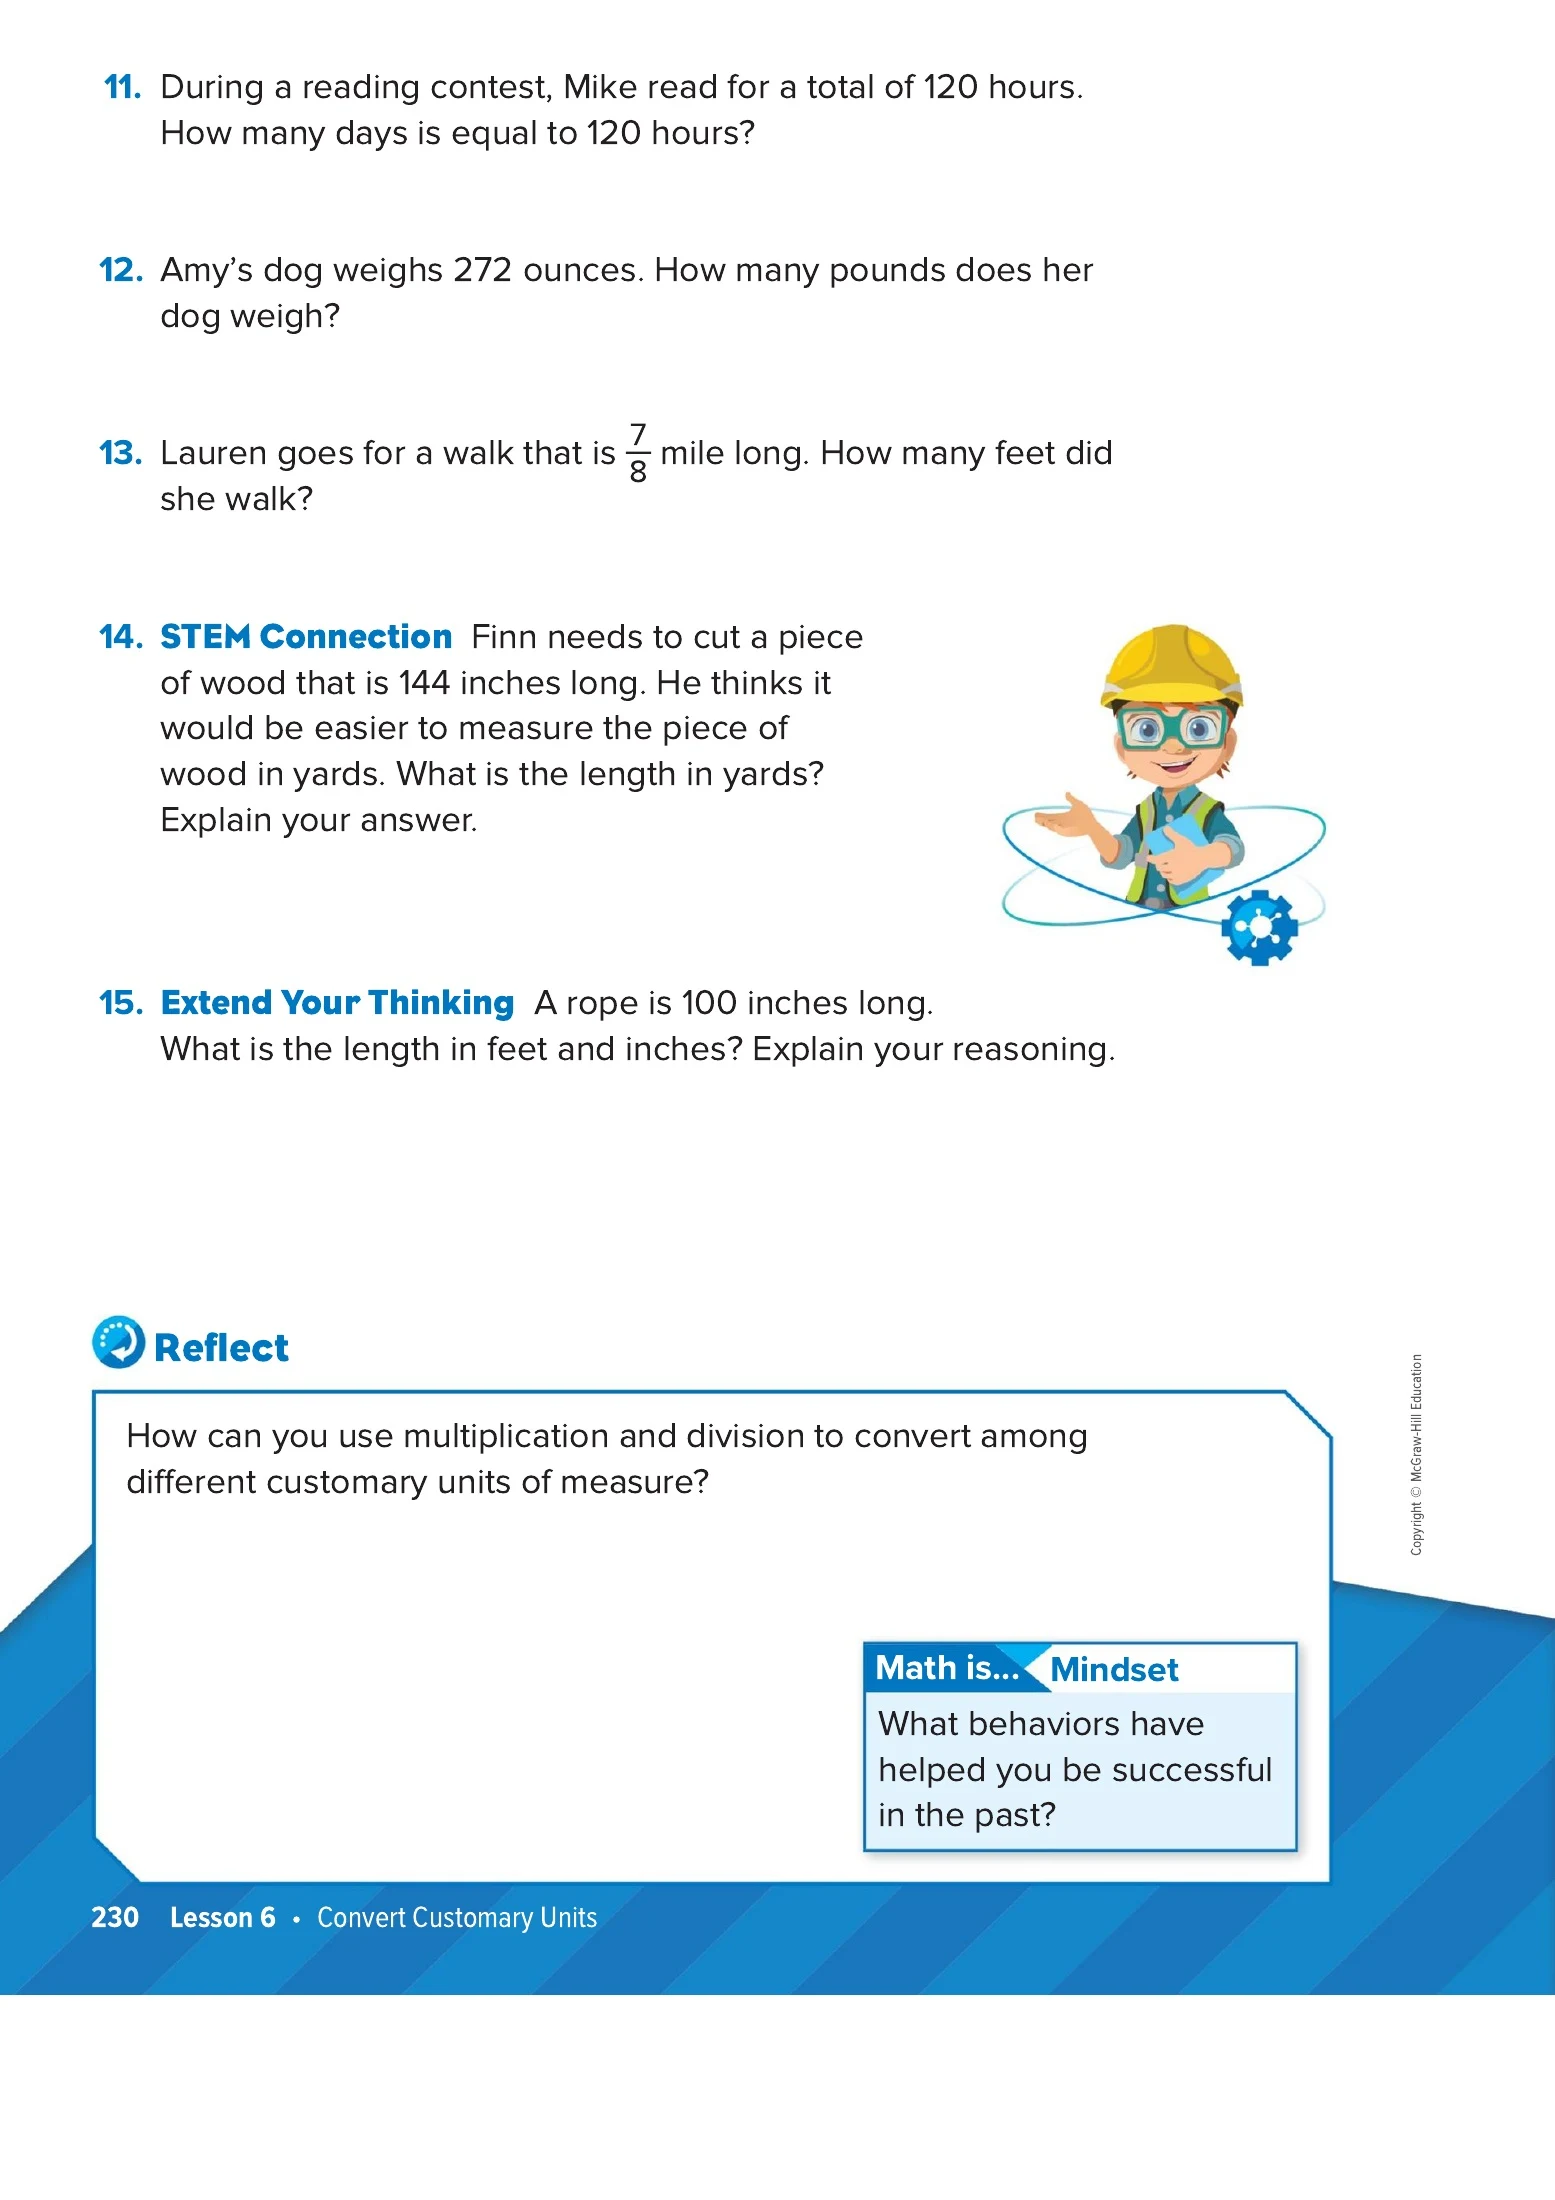 11. During a reading contest, Mike read for a total of 120 hours.
How many days is equal to 120 hours?
12. Amy’s dog weighs 272 ounces. How many pounds does her
dog weigh?
13. Lauren goes for a walk that is 7/8 mile long. How many feet did
she walk?
14. STEM Connection Finn needs to cut a piece
of wood that is 144 inches long. He thinks it
would be easier to measure the piece of
wood in yards. What is the length in yards?
Explain your answer.
15. Extend Your Thinking A rope is 100 inches long.
What is the length in feet and inches? Explain your reasoning.
Reflect
How can you use multiplication and division to convert among
different customary units of measure?
Math is... Mindset
What behaviors have
helped you be successful
in the past?
Copyright © McGraw-Hill Education
230 Lesson 6 • Convert Customary Units